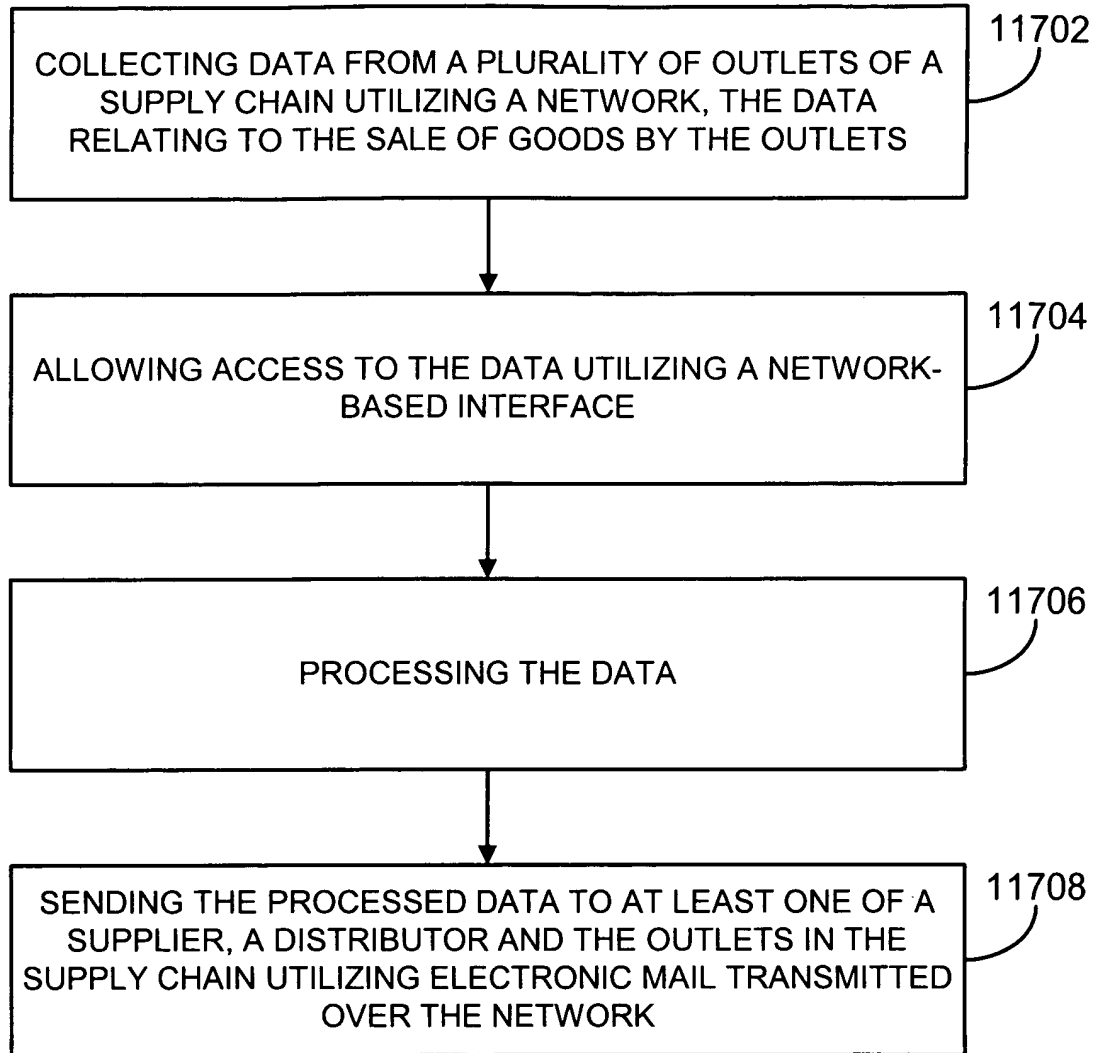 11702
COLLECTING DATA FROM A PLURALITY OF OUTLETS OF A
SUPPLY CHAIN UTILIZING A NETWORK, THE DATA
RELATING TO THE SALE OF GOODS BY THE OUTLETS
11704
ALLOWING ACCESS TO THE DATA UTILIZING A NETWORK-
BASED INTERFACE
11706
PROCESSING THE DATA
11708
SENDING THE PROCESSED DATA TO AT LEAST ONE OF A
SUPPLIER, A DISTRIBUTOR AND THE OUTLETS IN THE
SUPPLY CHAIN UTILIZING ELECTRONIC MAIL TRANSMITTED
OVER THE NETWORK